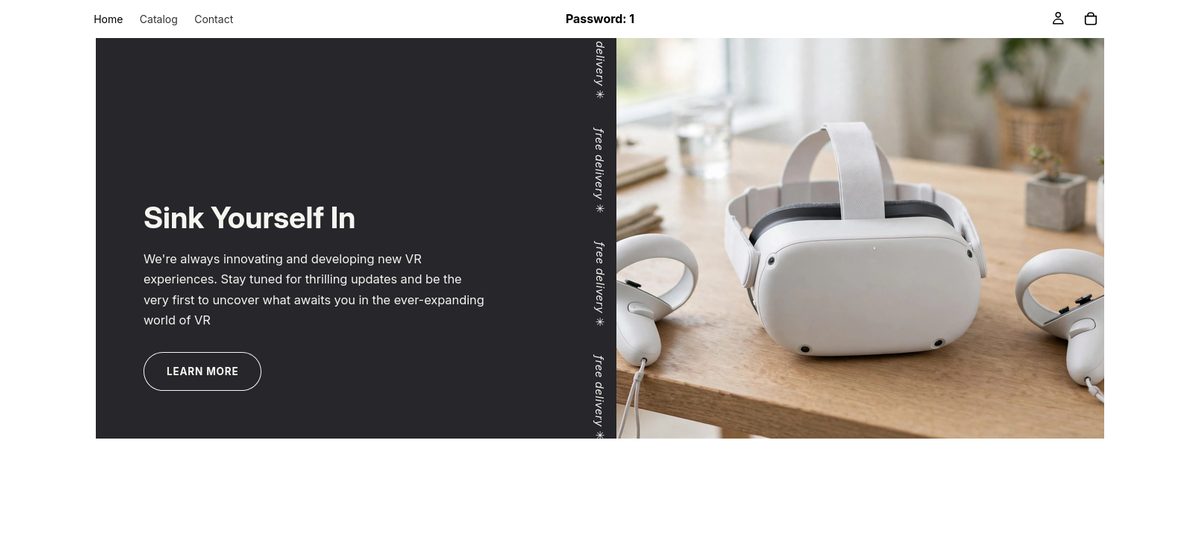 Home Catalog Contact Password: 1
Sink Yourself In
We're always innovating and developing new VR
experiences. Stay tuned for thrilling updates and be the
very first to uncover what awaits you in the ever-expanding
world of VR
LEARN MORE
delivery ✳
free delivery ✳
free delivery ✳
free delivery ✳